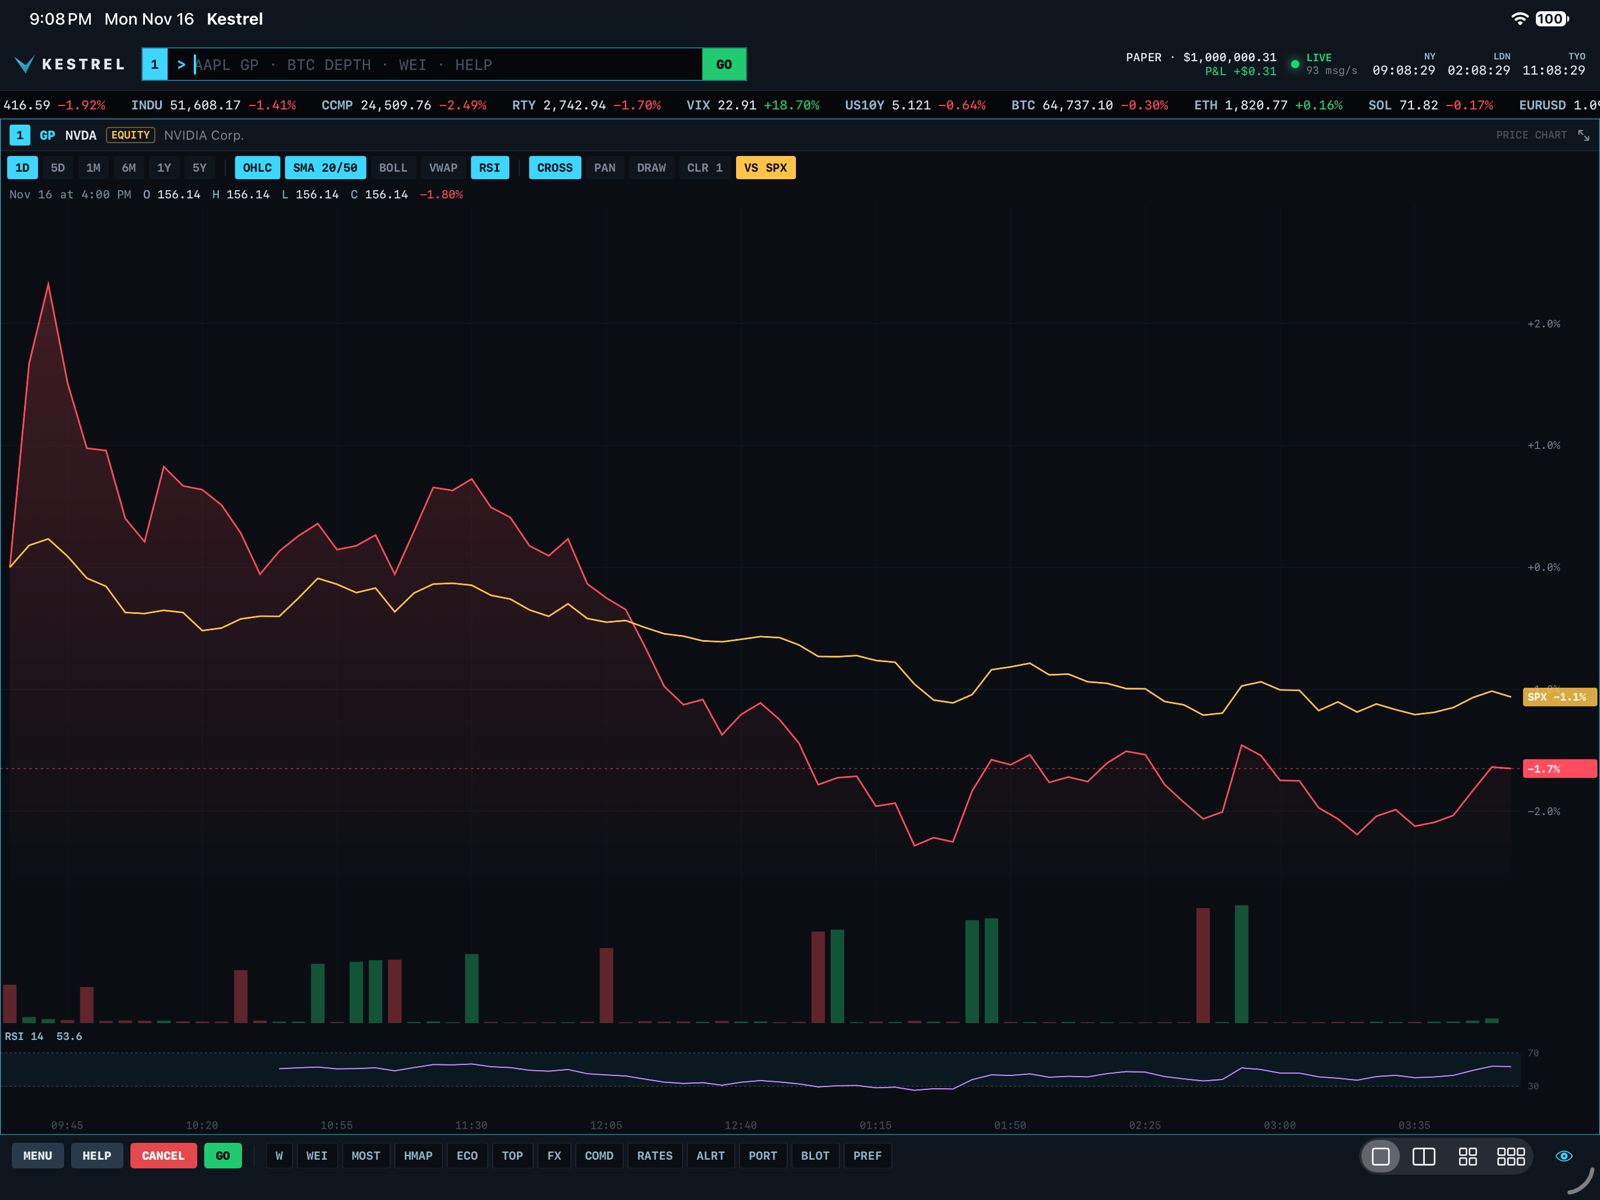 9:08 PM Mon Nov 16 Kestrel 100
KESTREL 1 > AAPL GP · BTC DEPTH · WEI · HELP GO
PAPER · $1,000,000.31 P&L +$0.31 LIVE 93 msg/s
NY 09:08:29 LDN 02:08:29 TYO 11:08:29
416.59 −1.92% INDU 51,608.17 −1.41% CCMP 24,509.76 −2.49% RTY 2,742.94 −1.70% VIX 22.91 +18.70% US10Y 5.121 −0.64% BTC 64,737.10 −0.30% ETH 1,820.77 +0.16% SOL 71.82 −0.17% EURUSD
1 GP NVDA EQUITY NVIDIA Corp. PRICE CHART
1D 5D 1M 6M 1Y 5Y OHLC SMA 20/50 BOLL VWAP RSI CROSS PAN DRAW CLR 1 VS SPX
Nov 16 at 4:00 PM O 156.14 H 156.14 L 156.14 C 156.14 −1.80%
+2.0%
+1.0%
+0.0%
SPX −1.1%
−1.7%
−2.0%
RSI 14 53.6
70
30
09:45 10:20 10:55 11:30 12:05 12:40 01:15 01:50 02:25 03:00 03:35
MENU HELP CANCEL GO W WEI MOST HMAP ECO TOP FX COMD RATES ALRT PORT BLOT PREF